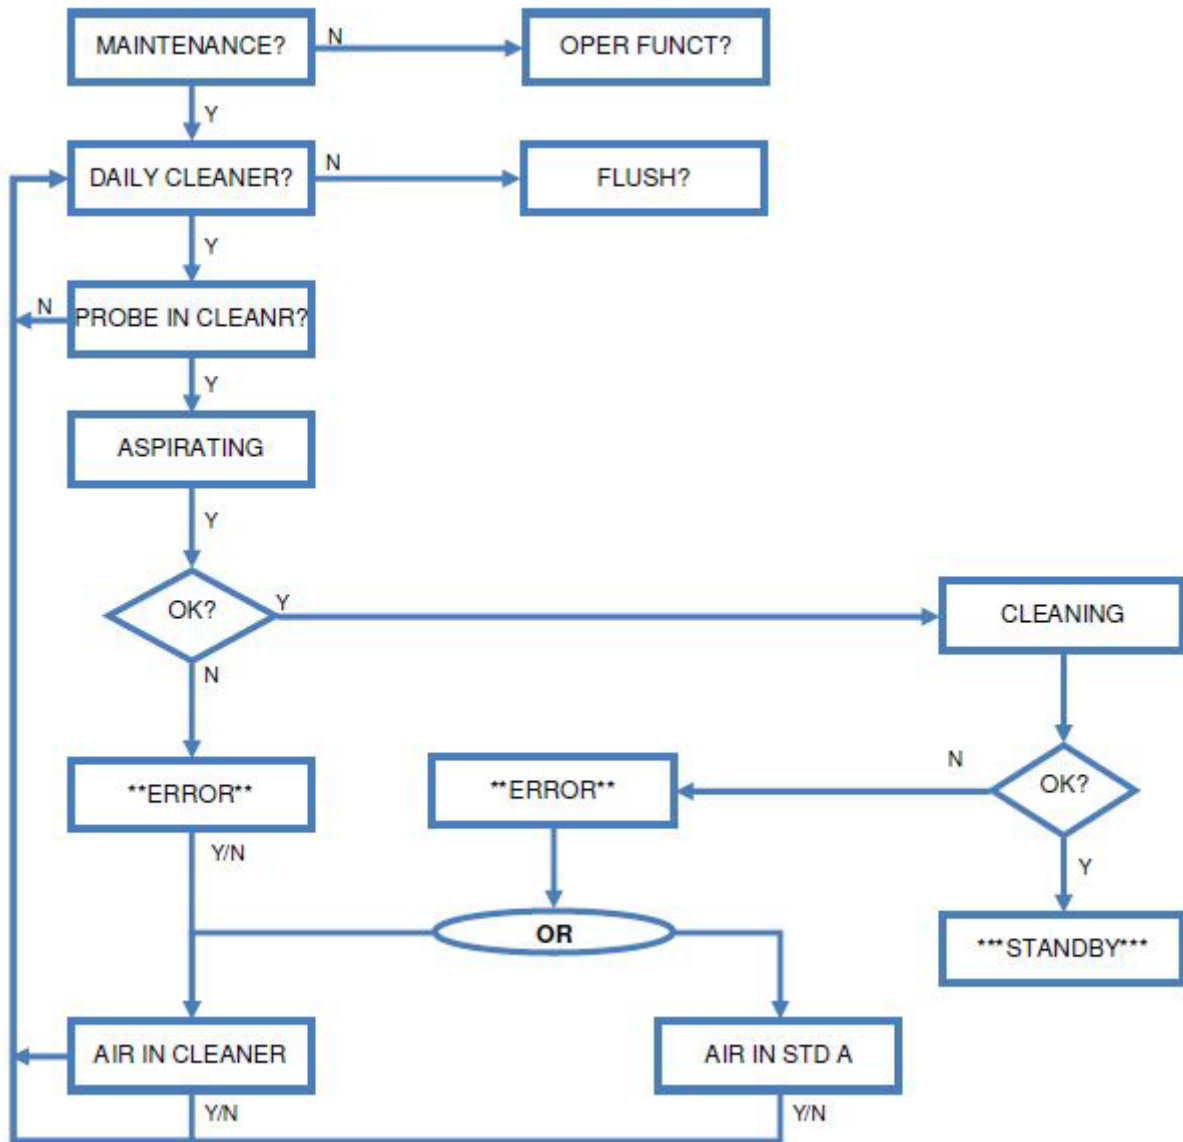 MAINTENANCE?
N
OPER FUNCT?
Y
DAILY CLEANER?
N
FLUSH?
Y
N
PROBE IN CLEANR?
Y
ASPIRATING
Y
OK?
Y
CLEANING
N
**ERROR**
**ERROR**
N
OK?
Y/N
Y
OR
***STANDBY***
AIR IN CLEANER
AIR IN STD A
Y/N
Y/N